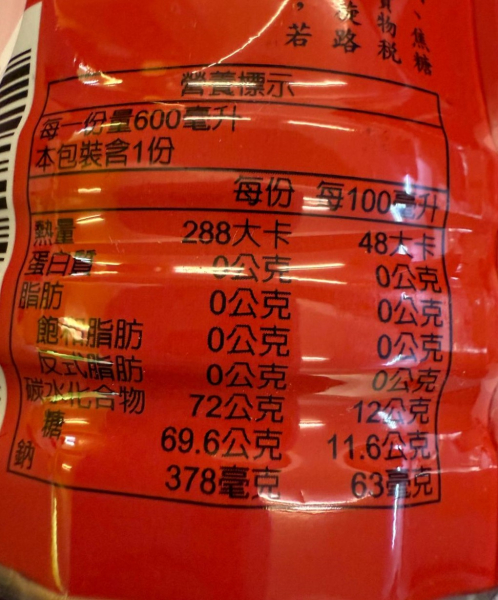 、焦糖
貨物稅
旋路
，若
營養標示
每一份量600毫升
本包裝含1份
每份 每100毫升
熱量 288大卡 48大卡
蛋白質 0公克 0公克
脂肪 0公克 0公克
飽和脂肪 0公克 0公克
反式脂肪 0公克 0公克
碳水化合物 72公克 12公克
糖 69.6公克 11.6公克
鈉 378毫克 63毫克